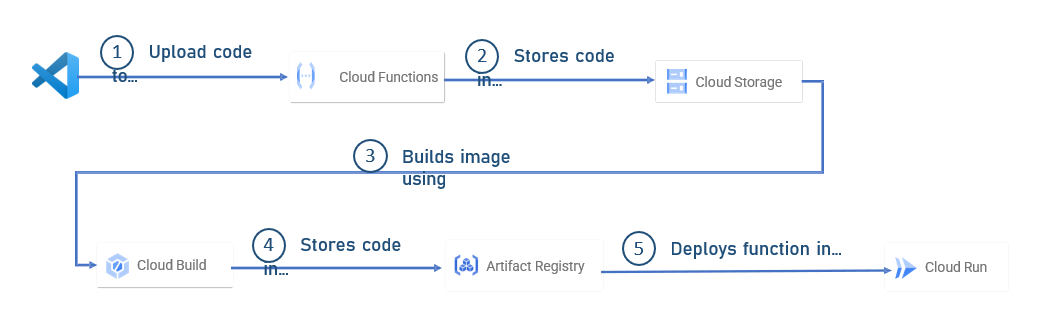 1 Upload code
to...
Cloud Functions
2 Stores code
in...
Cloud Storage
3 Builds image
using
Cloud Build
4 Stores code
in...
Artifact Registry
5 Deploys function in...
Cloud Run